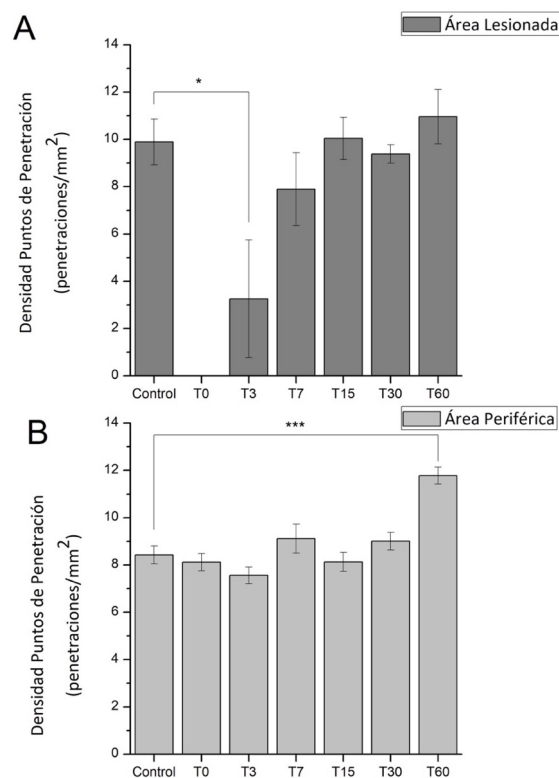 A
Área Lesionada
Densidad Puntos de Penetración
(penetraciones/mm²)
14
12
10
8
6
4
2
0
*
Control T0 T3 T7 T15 T30 T60
B
Área Periférica
Densidad Puntos de Penetración
(penetraciones/mm²)
14
12
10
8
6
4
2
0
***
Control T0 T3 T7 T15 T30 T60